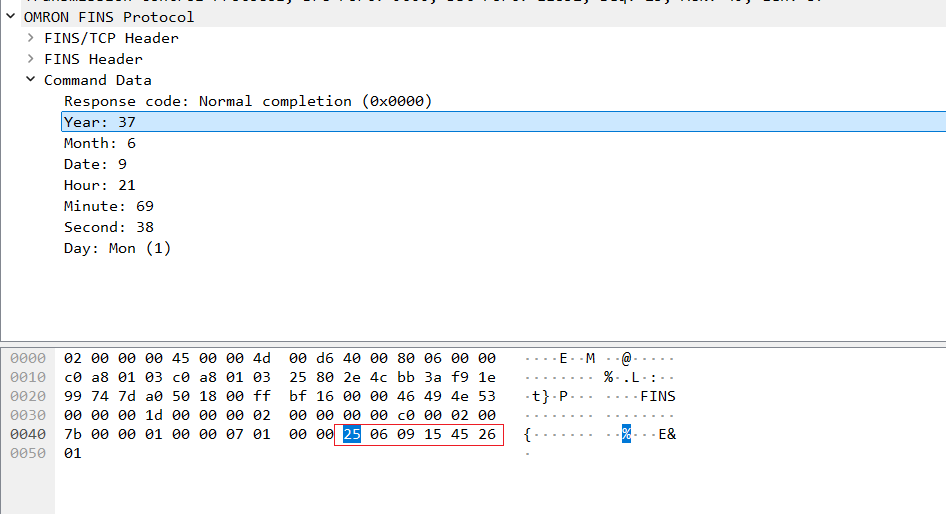 OMRON FINS Protocol
FINS/TCP Header
FINS Header
Command Data
Response code: Normal completion (0x0000)
Year: 37
Month: 6
Date: 9
Hour: 21
Minute: 69
Second: 38
Day: Mon (1)
0000 02 00 00 00 45 00 00 4d 00 d6 40 00 80 06 00 00 ····E··M ··@·····
0010 c0 a8 01 03 c0 a8 01 03 25 80 2e 4c bb 3a f9 1e ········ %·.L·:··
0020 99 74 7d a0 50 18 00 ff bf 16 00 00 46 49 4e 53 ·t}·P··· ····FINS
0030 00 00 00 1d 00 00 00 02 00 00 00 00 c0 00 02 00 ········ ········
0040 7b 00 00 01 00 00 07 01 00 00 25 06 09 15 45 26 {······· ··%···E&
0050 01 ·